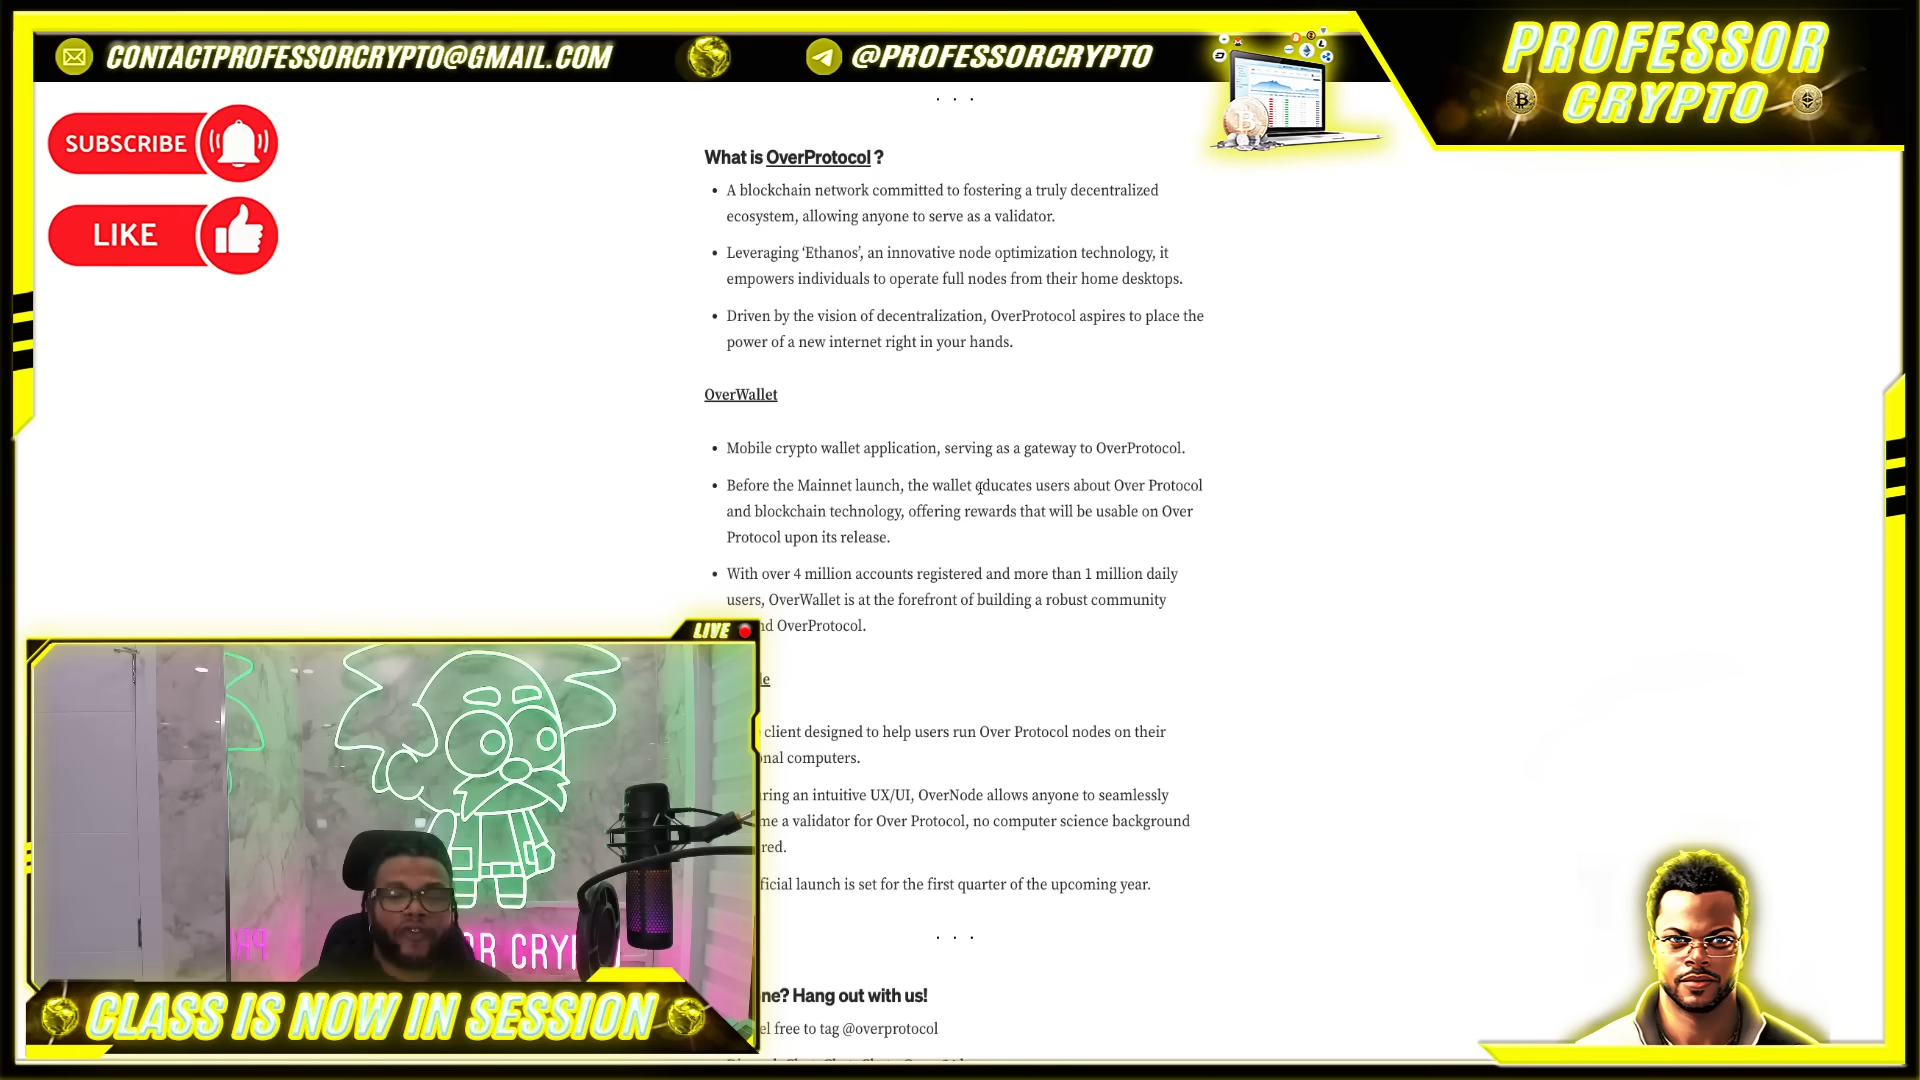 CONTACTPROFESSORCRYPTO@GMAIL.COM
@PROFESSORCRYPTO
PROFESSOR
CRYPTO
SUBSCRIBE
LIKE
. . .
What is OverProtocol ?
• A blockchain network committed to fostering a truly decentralized
ecosystem, allowing anyone to serve as a validator.
• Leveraging ‘Ethanos’, an innovative node optimization technology, it
empowers individuals to operate full nodes from their home desktops.
• Driven by the vision of decentralization, OverProtocol aspires to place the
power of a new internet right in your hands.
OverWallet
• Mobile crypto wallet application, serving as a gateway to OverProtocol.
• Before the Mainnet launch, the wallet educates users about Over Protocol
and blockchain technology, offering rewards that will be usable on Over
Protocol upon its release.
• With over 4 million accounts registered and more than 1 million daily
users, OverWallet is at the forefront of building a robust community
OverProtocol.
client designed to help users run Over Protocol nodes on their
computers.
an intuitive UX/UI, OverNode allows anyone to seamlessly
a validator for Over Protocol, no computer science background
launch is set for the first quarter of the upcoming year.
. . .
Hang out with us!
free to tag @overprotocol
LIVE
OR CRY
CLASS IS NOW IN SESSION